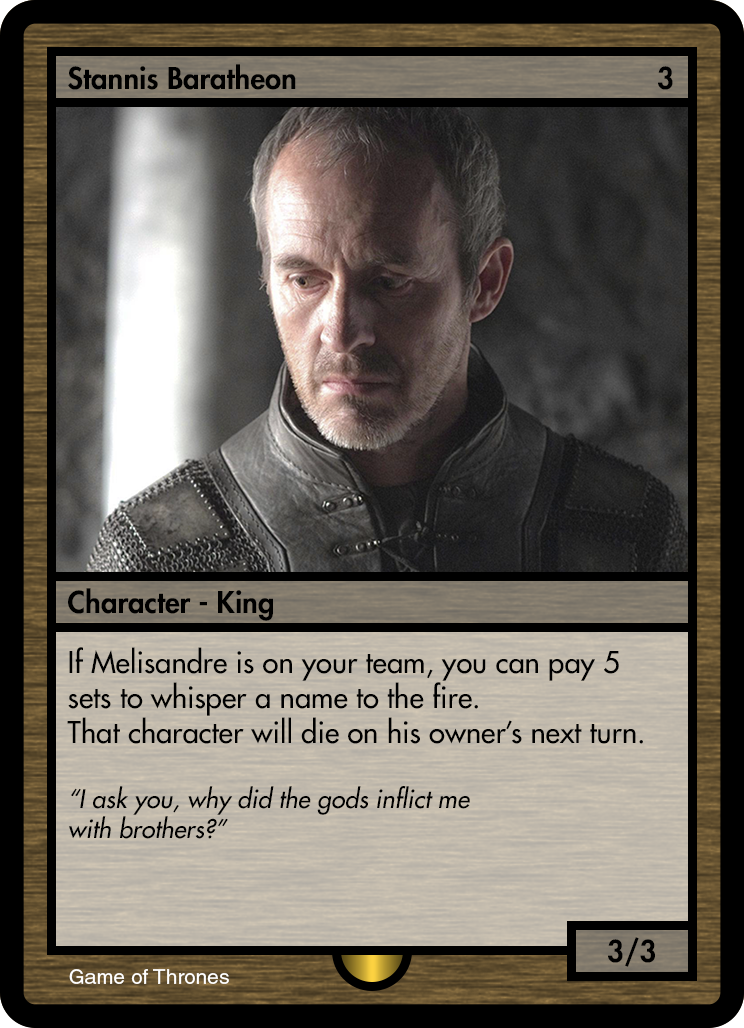 Stannis Baratheon 3
Character - King
If Melisandre is on your team, you can pay 5
sets to whisper a name to the fire.
That character will die on his owner’s next turn.
“I ask you, why did the gods inflict me
with brothers?”
3/3
Game of Thrones